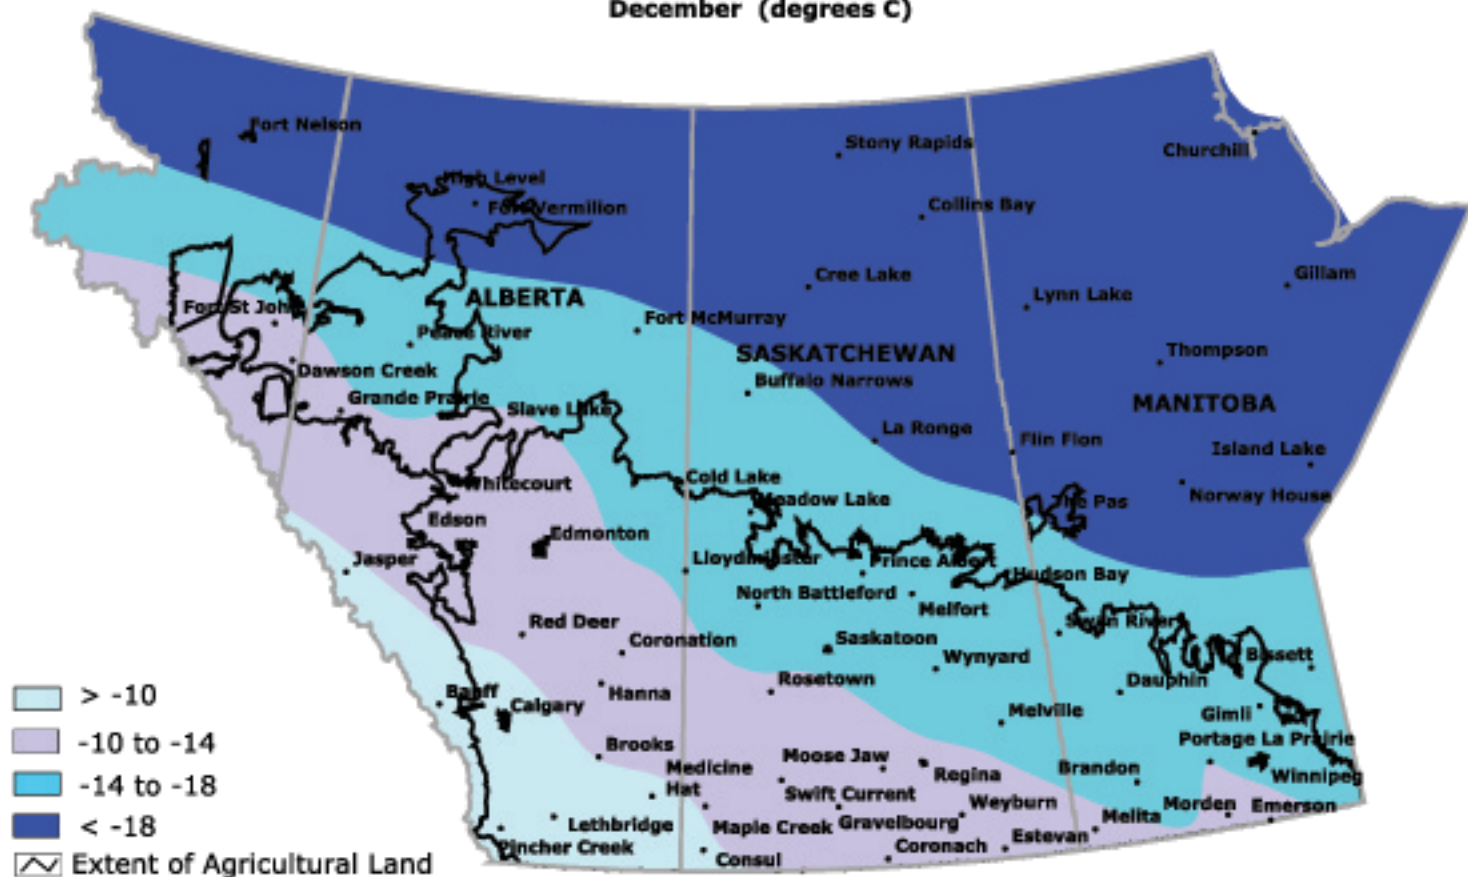 December (degrees C)
Fort Nelson
Stony Rapids
Churchill
High Level
Fort Vermilion
Collins Bay
Cree Lake
Gillam
Lynn Lake
ALBERTA
Fort St John
Fort McMurray
Peace River
SASKATCHEWAN
Thompson
Dawson Creek
Buffalo Narrows
Grande Prairie
MANITOBA
Slave Lake
La Ronge
Flin Flon
Island Lake
Cold Lake
Whitecourt
Meadow Lake
The Pas
Norway House
Edson
Edmonton
Jasper
Lloydminster
Prince Albert
Hudson Bay
North Battleford
Melfort
Red Deer
Coronation
Saskatoon
Swan River
Wynyard
Bissett
Rosetown
Dauphin
Banff
Hanna
Calgary
Melville
Gimli
Portage La Prairie
Brooks
Moose Jaw
Medicine
Hat
Regina
Brandon
Winnipeg
Swift Current
Weyburn
Morden
Emerson
Lethbridge
Maple Creek
Gravelbourg
Melita
Estevan
Pincher Creek
Coronach
Consul
> -10
-10 to -14
-14 to -18
< -18
Extent of Agricultural Land